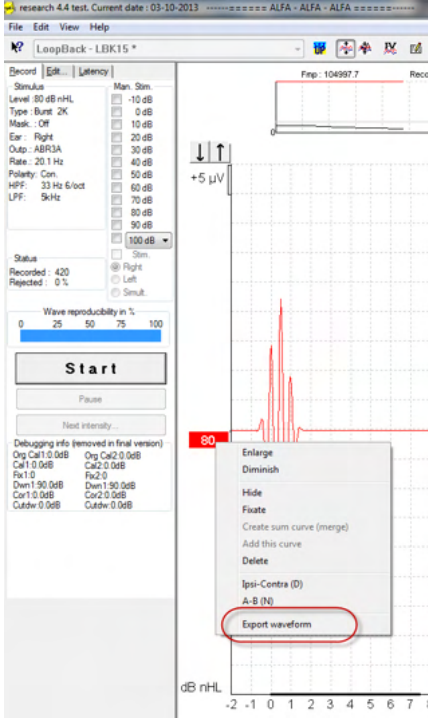 research 4.4 test. Current date : 03-10-2013 ------====== ALFA - ALFA - ALFA ======------
File Edit View Help
LoopBack - LBK15 *
Record Edit... Latency
Stimulus
Level :80 dB nHL
Type : Burst 2K
Mask. : Off
Ear : Right
Outp.: ABR3A
Rate.: 20.1 Hz
Polarity: Con.
HPF: 33 Hz 6/oct
LPF: 5kHz
Man. Stim.
-10 dB
0 dB
10 dB
20 dB
30 dB
40 dB
50 dB
60 dB
70 dB
80 dB
90 dB
100 dB
Stim.
Right
Left
Simult.
Status
Recorded : 420
Rejected : 0 %
Wave reproducibility in %
0 25 50 75 100
Start
Pause
Next intensity...
Debugging info (removed in final version)
Org Cal1:0.0dB Org Cal2:0.0dB
Cal1:0.0dB Cal2:0.0dB
Fix1:0 Fix2:0
Dwn1:90.0dB Dwn1:90.0dB
Cor1:0.0dB Cor2:0.0dB
Cutdw:0.0dB Cutdw:0.0dB
Fmp : 104997.7 Reco
0
+5 µV
80
Enlarge
Diminish
Hide
Fixate
Create sum curve (merge)
Add this curve
Delete
Ipsi-Contra (D)
A-B (N)
Export waveform
dB nHL
-2 -1 0 1 2 3 4 5 6 7 8